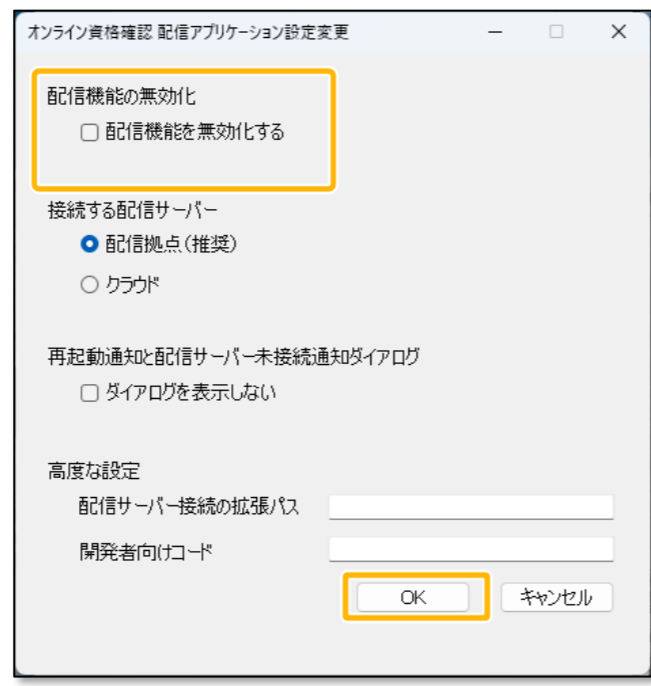 オンライン資格確認 配信アプリケーション設定変更
配信機能の無効化
配信機能を無効化する
接続する配信サーバー
配信拠点(推奨)
クラウド
再起動通知と配信サーバー未接続通知ダイアログ
ダイアログを表示しない
高度な設定
配信サーバー接続の拡張パス
開発者向けコード
OK キャンセル